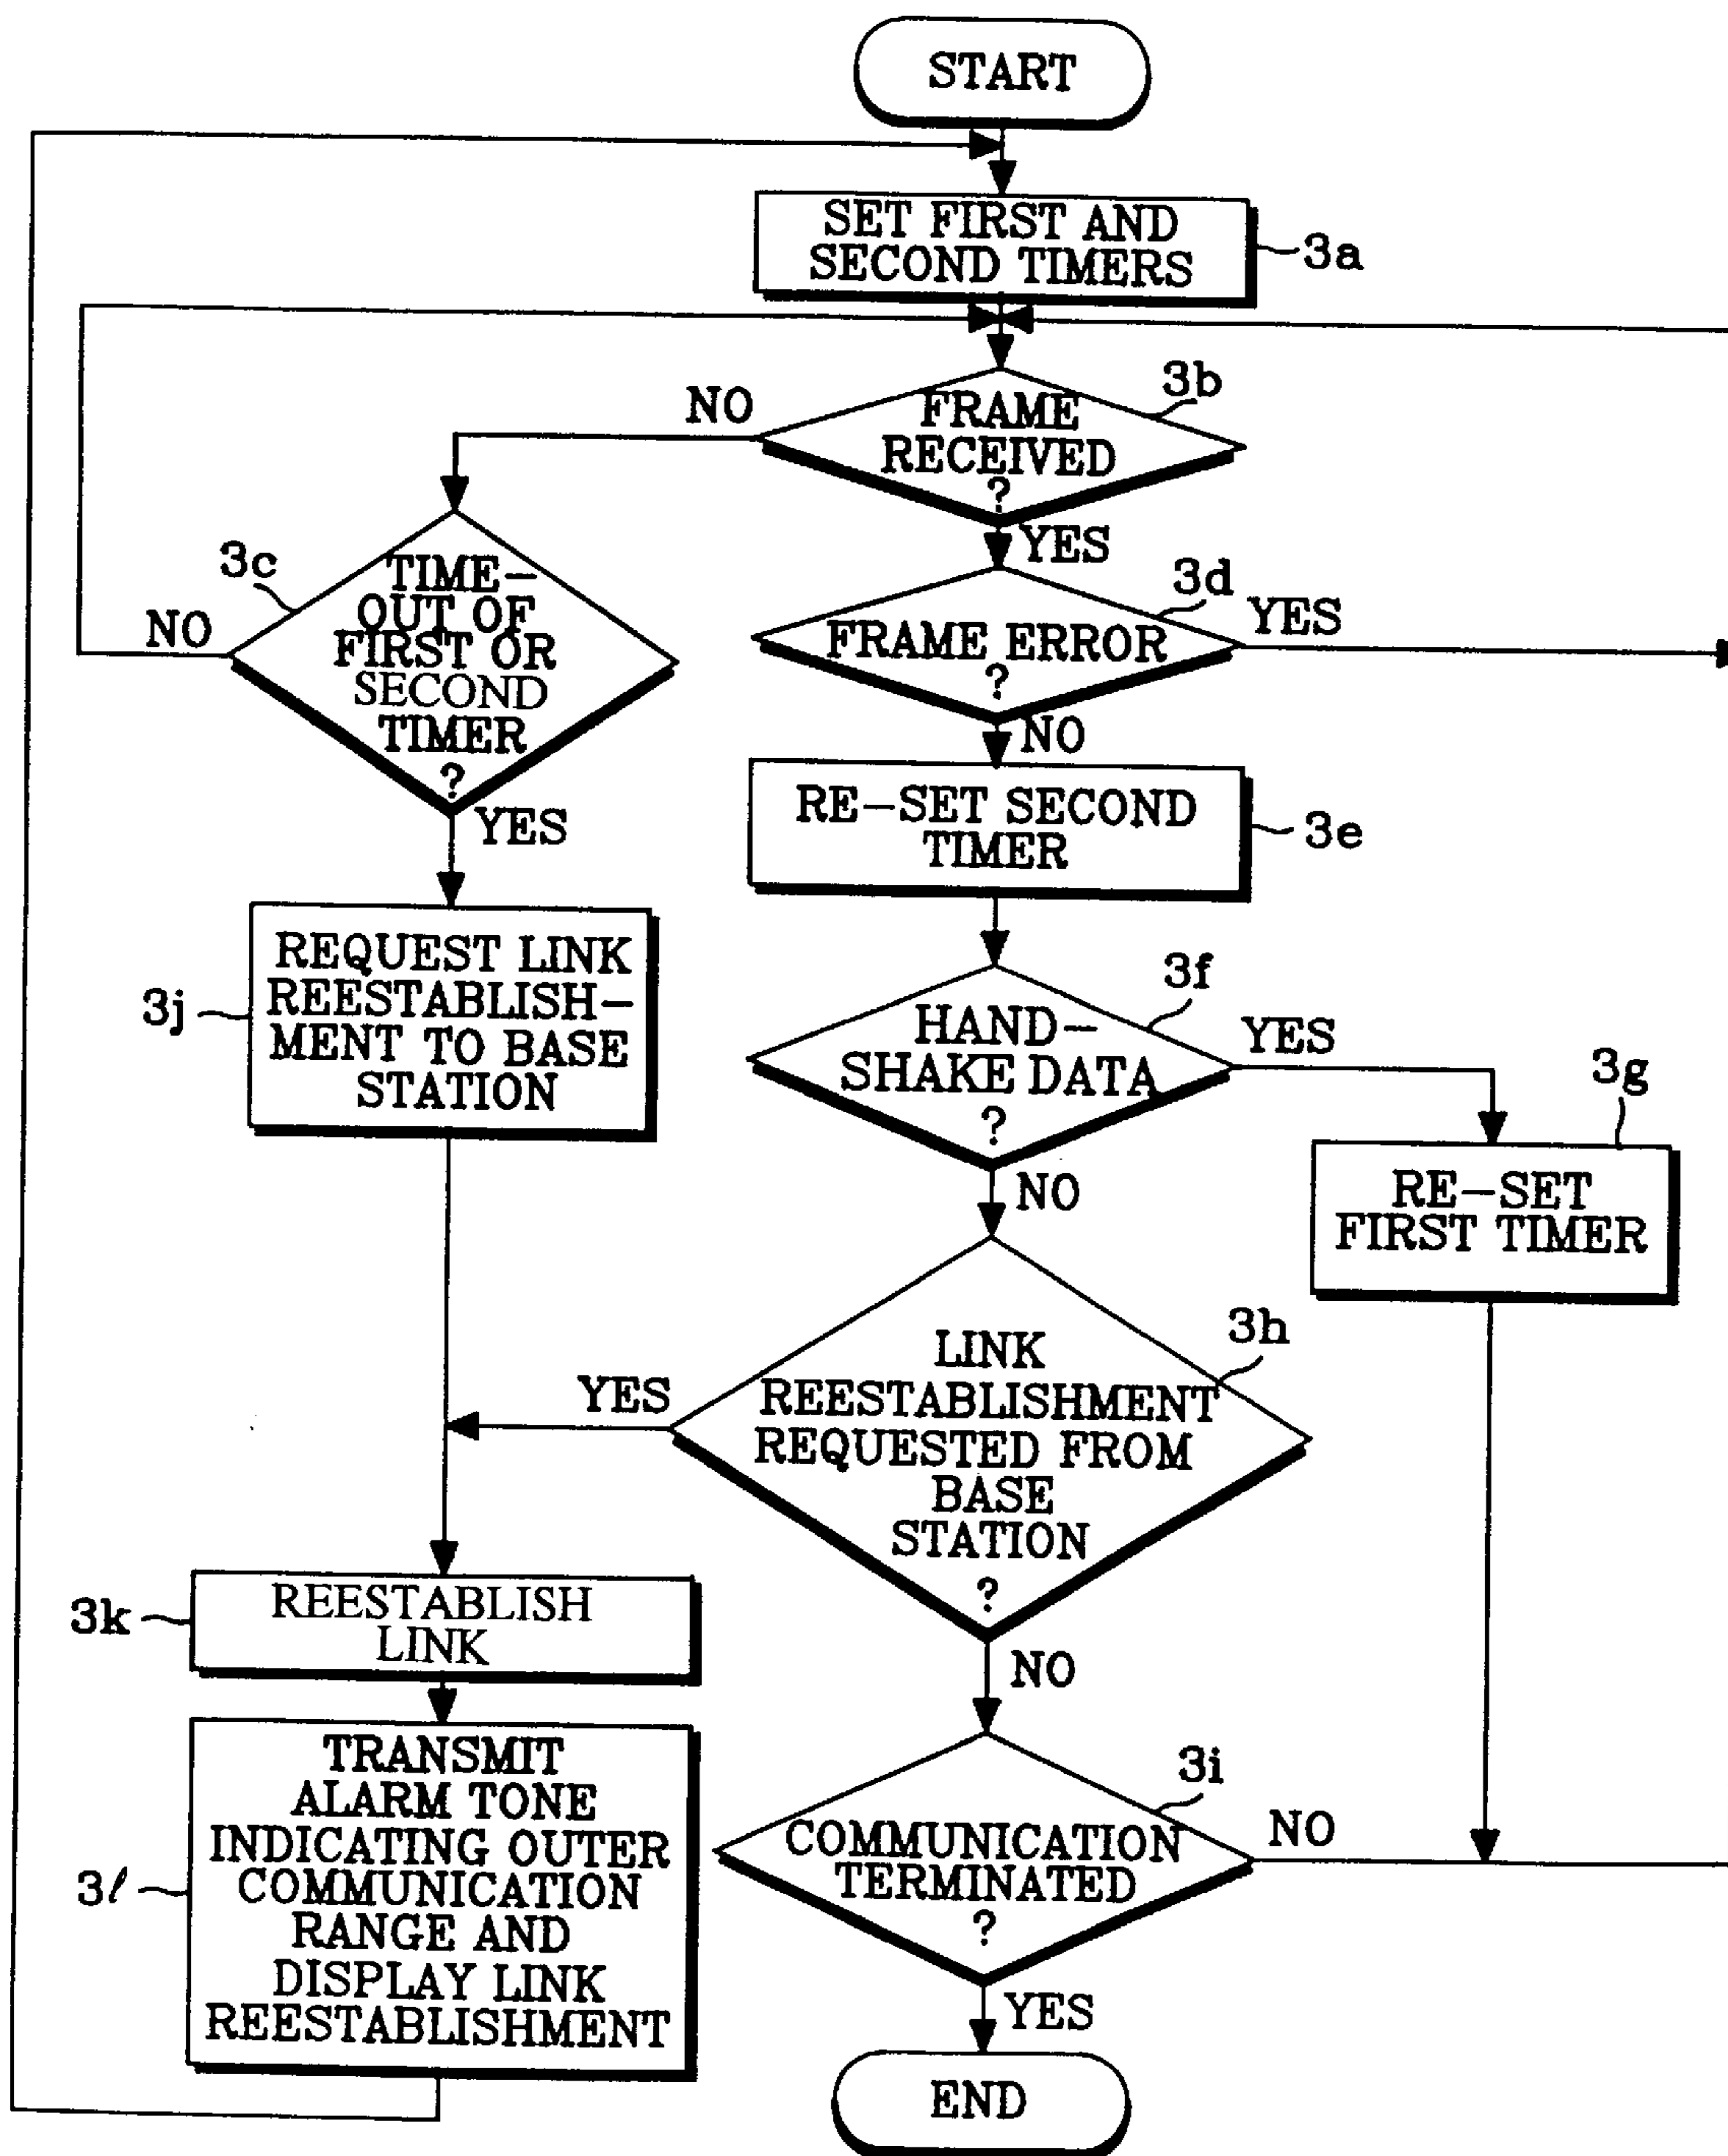 START
SET FIRST AND
SECOND TIMERS
3a
3b
NO
FRAME
RECEIVED
?
YES
3c
TIME-
OUT OF
FIRST OR
SECOND
TIMER
?
NO
YES
3d
FRAME ERROR
?
YES
NO
RE-SET SECOND
TIMER
3e
REQUEST LINK
REESTABLISH-
MENT TO BASE
STATION
3j
3f
HAND-
SHAKE DATA
?
YES
NO
3g
RE-SET
FIRST TIMER
3h
LINK
REESTABLISHMENT
REQUESTED FROM
BASE
STATION
?
YES
NO
3k
REESTABLISH
LINK
3ℓ
TRANSMIT
ALARM TONE
INDICATING OUTER
COMMUNICATION
RANGE AND
DISPLAY LINK
REESTABLISHMENT
3i
COMMUNICATION
TERMINATED
?
NO
YES
END